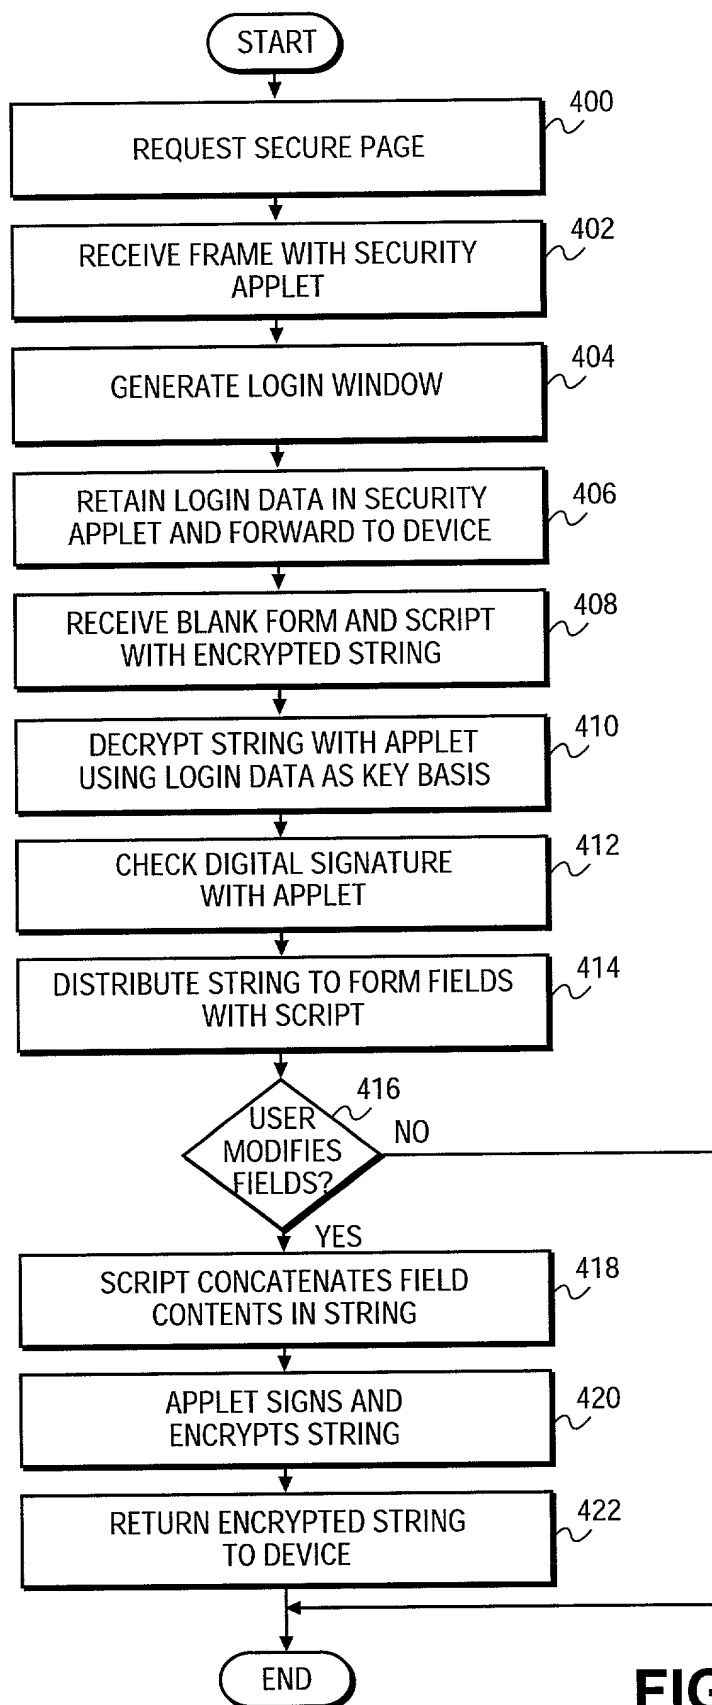 START
400
REQUEST SECURE PAGE
402
RECEIVE FRAME WITH SECURITY
APPLET
404
GENERATE LOGIN WINDOW
406
RETAIN LOGIN DATA IN SECURITY
APPLET AND FORWARD TO DEVICE
408
RECEIVE BLANK FORM AND SCRIPT
WITH ENCRYPTED STRING
410
DECRYPT STRING WITH APPLET
USING LOGIN DATA AS KEY BASIS
412
CHECK DIGITAL SIGNATURE
WITH APPLET
414
DISTRIBUTE STRING TO FORM FIELDS
WITH SCRIPT
416
USER
MODIFIES
FIELDS?
NO
YES
418
SCRIPT CONCATENATES FIELD
CONTENTS IN STRING
420
APPLET SIGNS AND
ENCRYPTS STRING
422
RETURN ENCRYPTED STRING
TO DEVICE
END
FIG